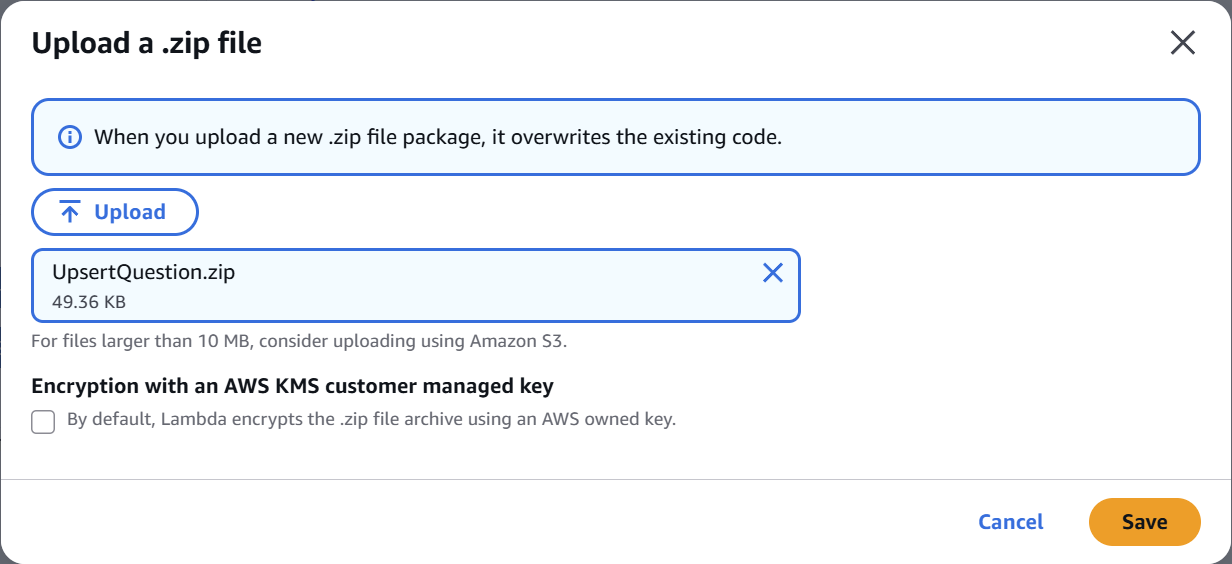 Upload a .zip file
When you upload a new .zip file package, it overwrites the existing code.
Upload
UpsertQuestion.zip
49.36 KB
For files larger than 10 MB, consider uploading using Amazon S3.
Encryption with an AWS KMS customer managed key
By default, Lambda encrypts the .zip file archive using an AWS owned key.
Cancel
Save